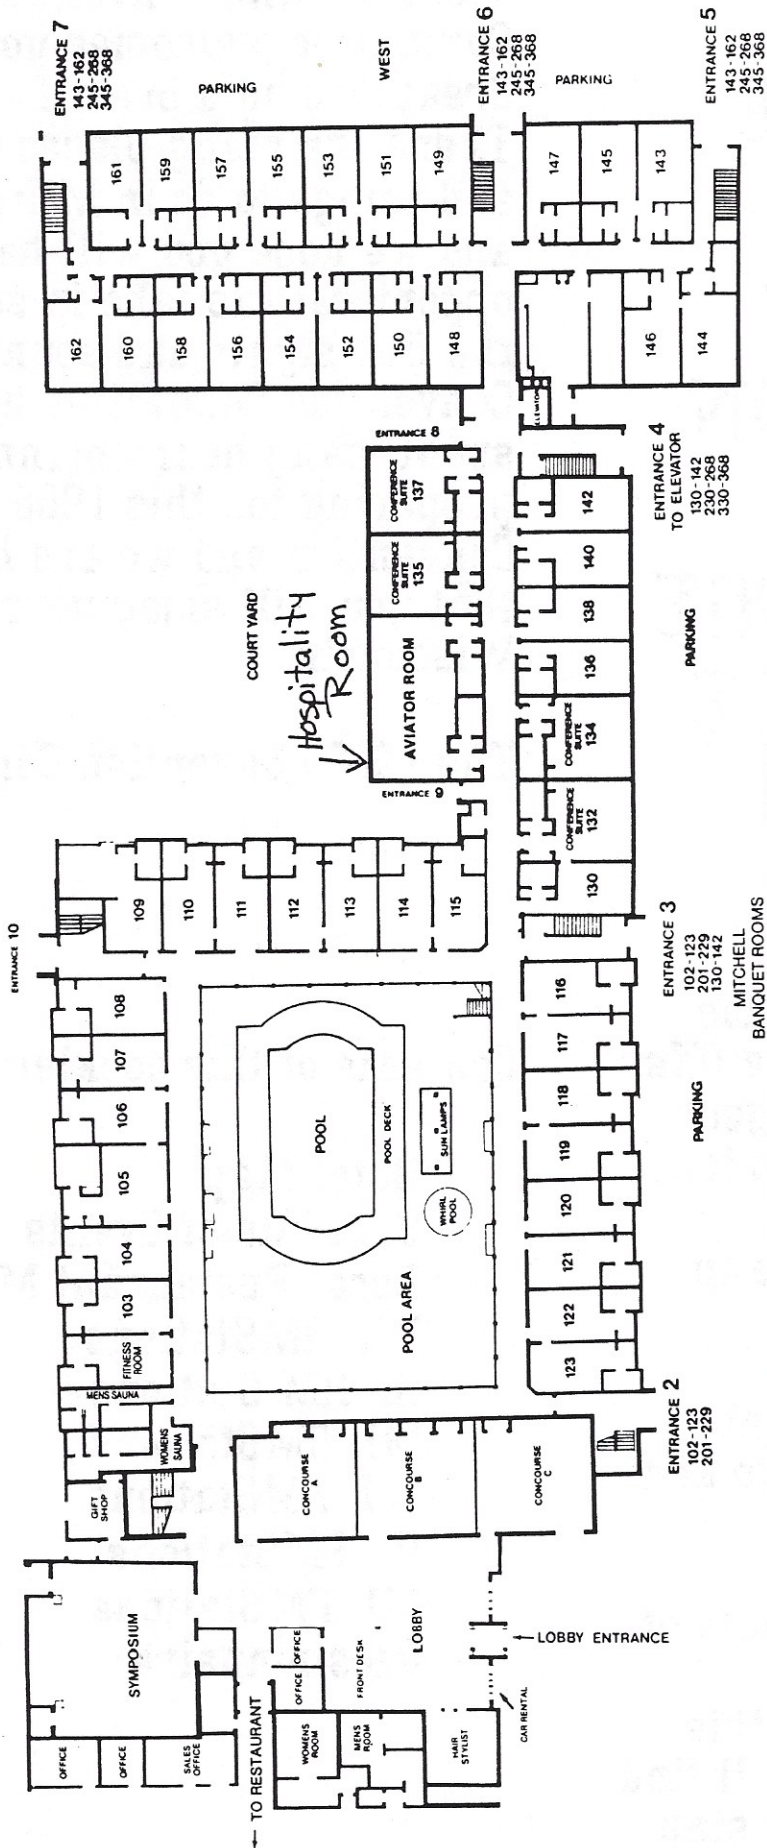 ENTRANCE 7
143-162
245-268
345-368
PARKING
WEST
ENTRANCE 6
143-162
245-268
345-368
PARKING
ENTRANCE 5
143-162
245-268
345-368
161
159
157
155
153
151
149
147
145
143
162
160
158
156
154
152
150
148
146
144
ELEVATOR
ENTRANCE 8
ENTRANCE 4
TO ELEVATOR
130-142
230-268
330-368
CONFERENCE
SUITE
137
CONFERENCE
SUITE
135
AVIATOR ROOM
COURT YARD
Hospitality
Room
ENTRANCE 9
142
140
138
136
CONFERENCE
SUITE
134
CONFERENCE
SUITE
132
130
PARKING
ENTRANCE 10
109
110
111
112
113
114
115
ENTRANCE 3
102-123
201-229
130-142
MITCHELL
BANQUET ROOMS
108
107
106
105
104
103
FITNESS
ROOM
MENS SAUNA
WOMENS
SAUNA
GIFT
SHOP
POOL
POOL DECK
SUN LAMPS
WHIRL
POOL
POOL AREA
116
117
118
119
120
121
122
123
PARKING
ENTRANCE 2
102-123
201-229
CONCOURSE
A
CONCOURSE
B
CONCOURSE
C
SYMPOSIUM
OFFICE
OFFICE
SALES
OFFICE
TO RESTAURANT
OFFICE
OFFICE
FRONT DESK
LOBBY
WOMENS
ROOM
MENS
ROOM
HAIR
STYLIST
LOBBY ENTRANCE
CAR RENTAL